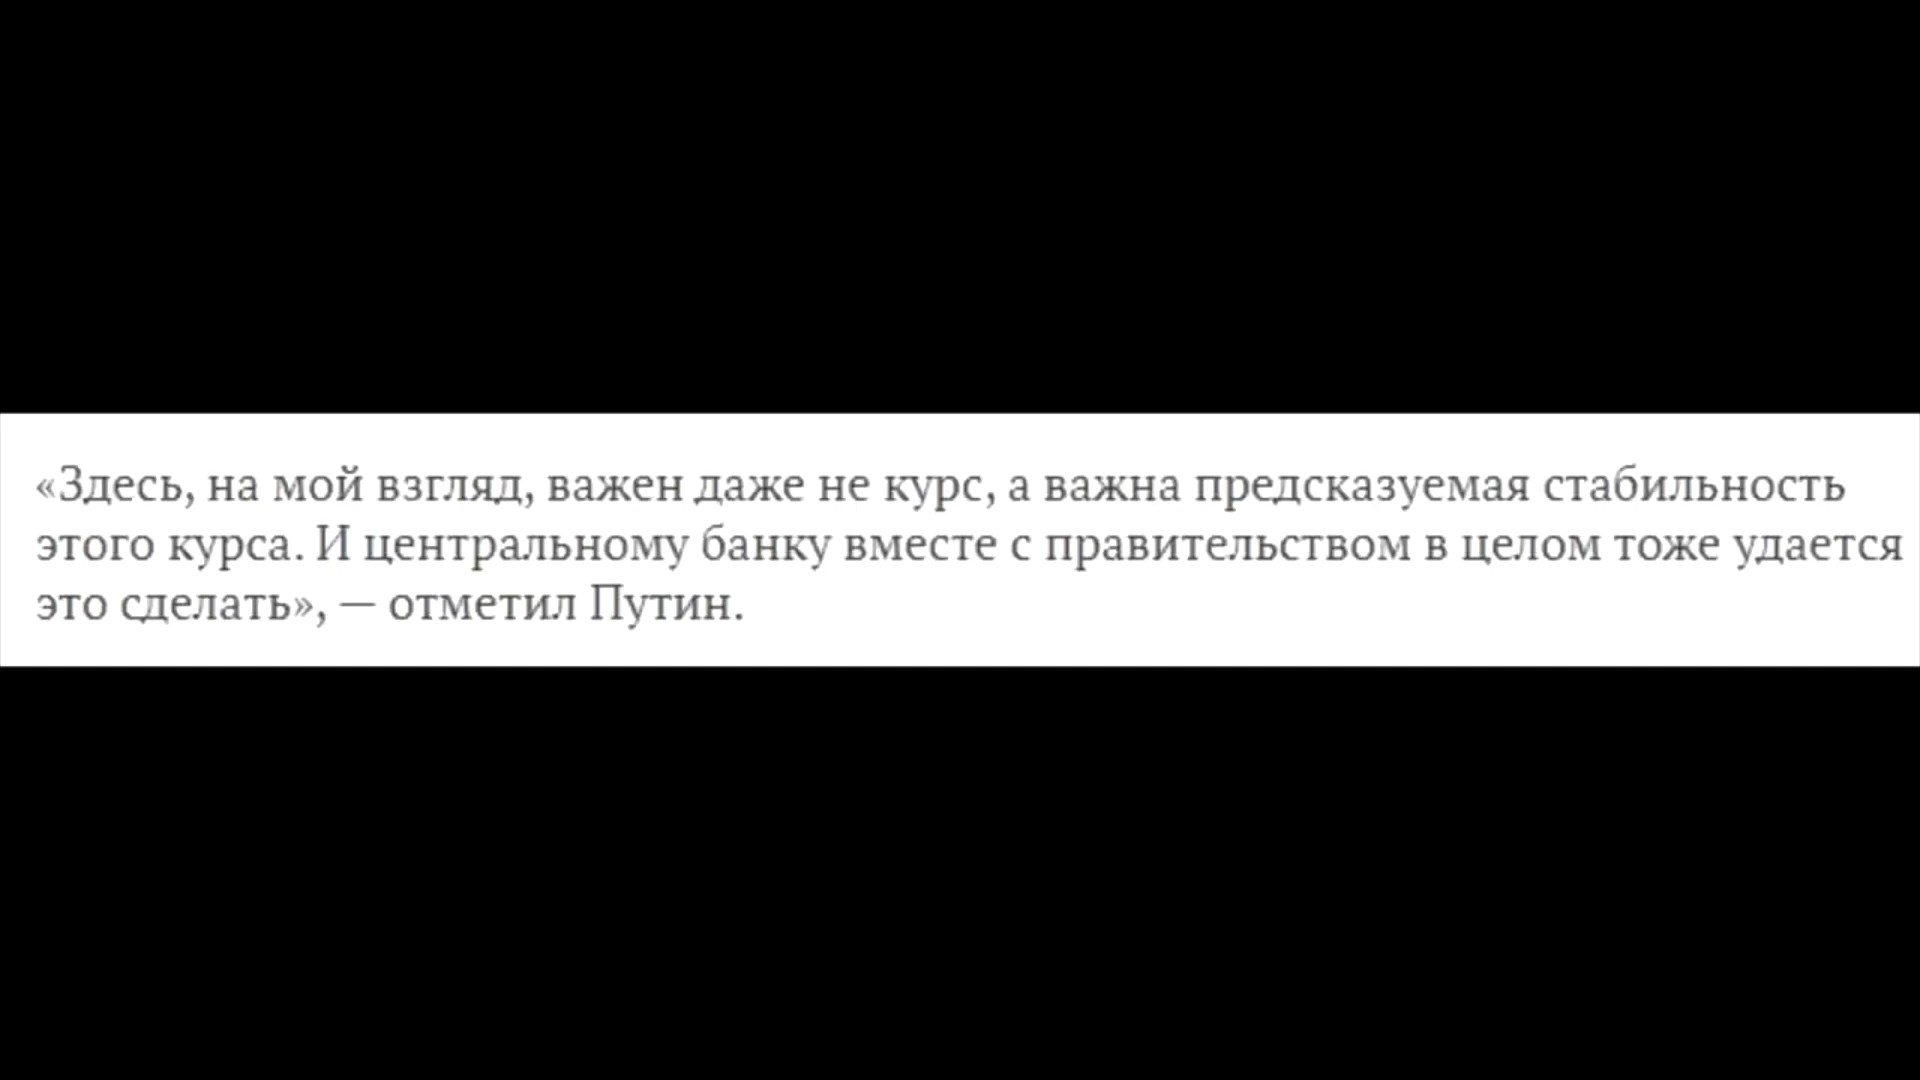 «Здесь, на мой взгляд, важен даже не курс, а важна предсказуемая стабильность
этого курса. И центральному банку вместе с правительством в целом тоже удается
это сделать», — отметил Путин.